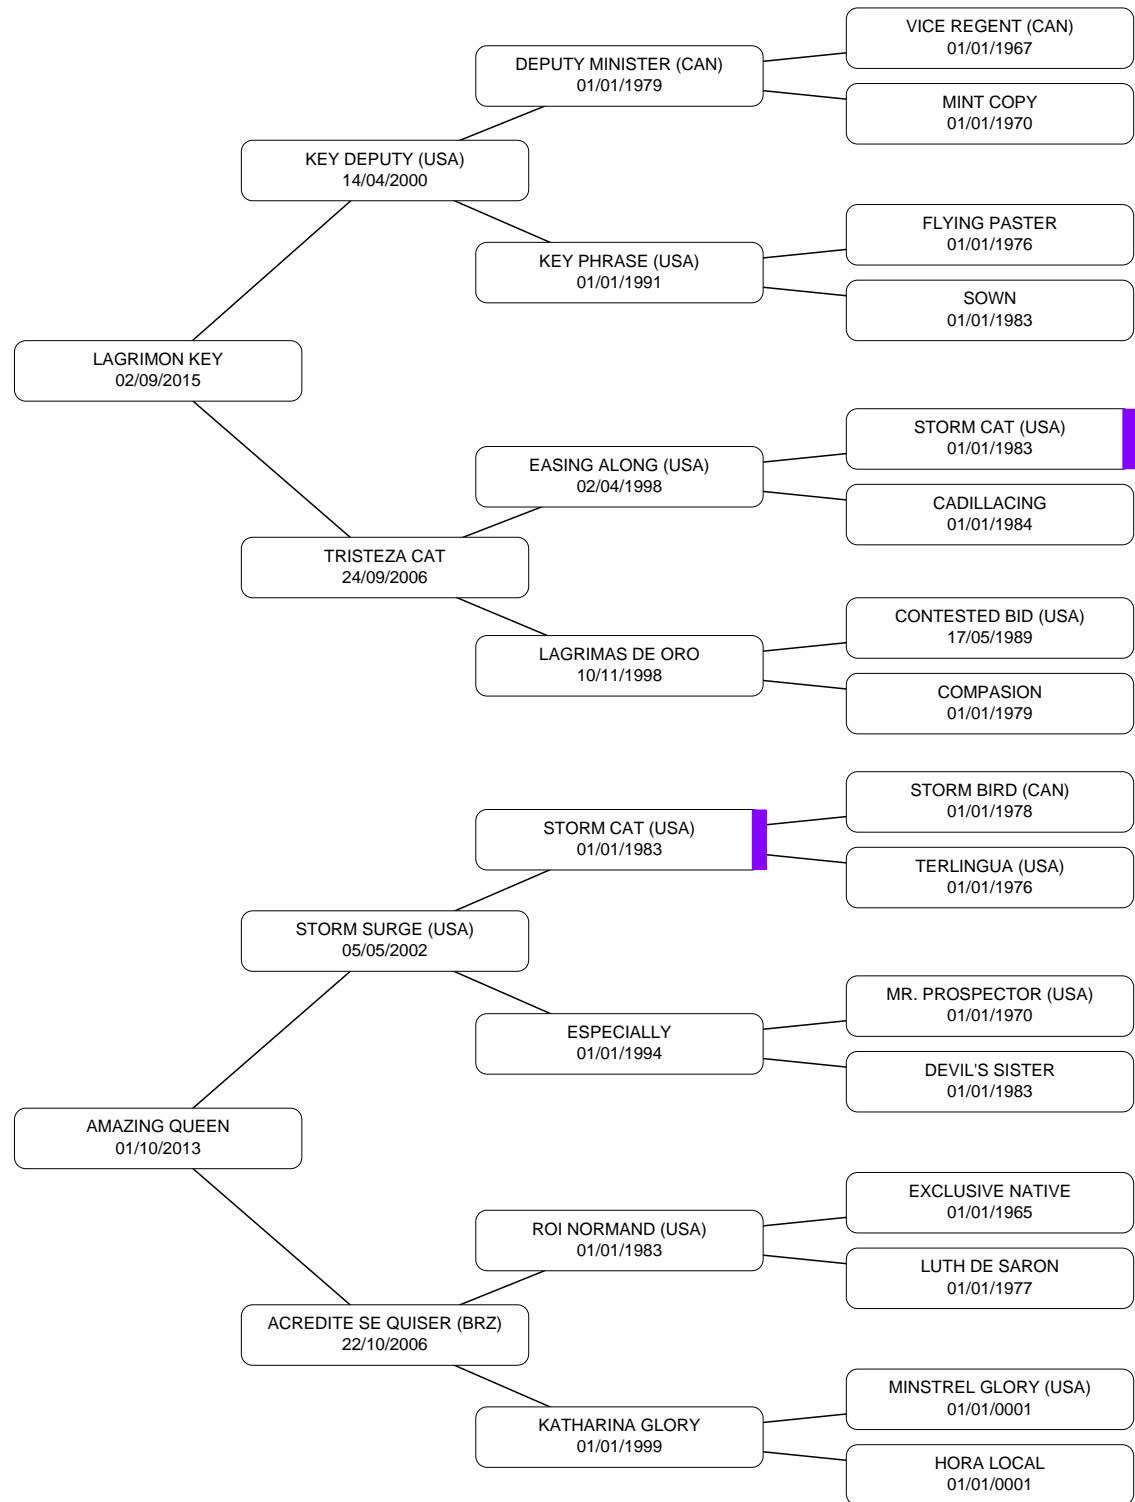 VICE REGENT (CAN)
01/01/1967
DEPUTY MINISTER (CAN)
01/01/1979
MINT COPY
01/01/1970
KEY DEPUTY (USA)
14/04/2000
FLYING PASTER
01/01/1976
KEY PHRASE (USA)
01/01/1991
SOWN
01/01/1983
LAGRIMON KEY
02/09/2015
STORM CAT (USA)
01/01/1983
EASING ALONG (USA)
02/04/1998
CADILLACING
01/01/1984
TRISTEZA CAT
24/09/2006
CONTESTED BID (USA)
17/05/1989
LAGRIMAS DE ORO
10/11/1998
COMPASION
01/01/1979
STORM BIRD (CAN)
01/01/1978
STORM CAT (USA)
01/01/1983
TERLINGUA (USA)
01/01/1976
STORM SURGE (USA)
05/05/2002
MR. PROSPECTOR (USA)
01/01/1970
ESPECIALLY
01/01/1994
DEVIL'S SISTER
01/01/1983
AMAZING QUEEN
01/10/2013
EXCLUSIVE NATIVE
01/01/1965
ROI NORMAND (USA)
01/01/1983
LUTH DE SARON
01/01/1977
ACREDITE SE QUISER (BRZ)
22/10/2006
MINSTREL GLORY (USA)
01/01/0001
KATHARINA GLORY
01/01/1999
HORA LOCAL
01/01/0001